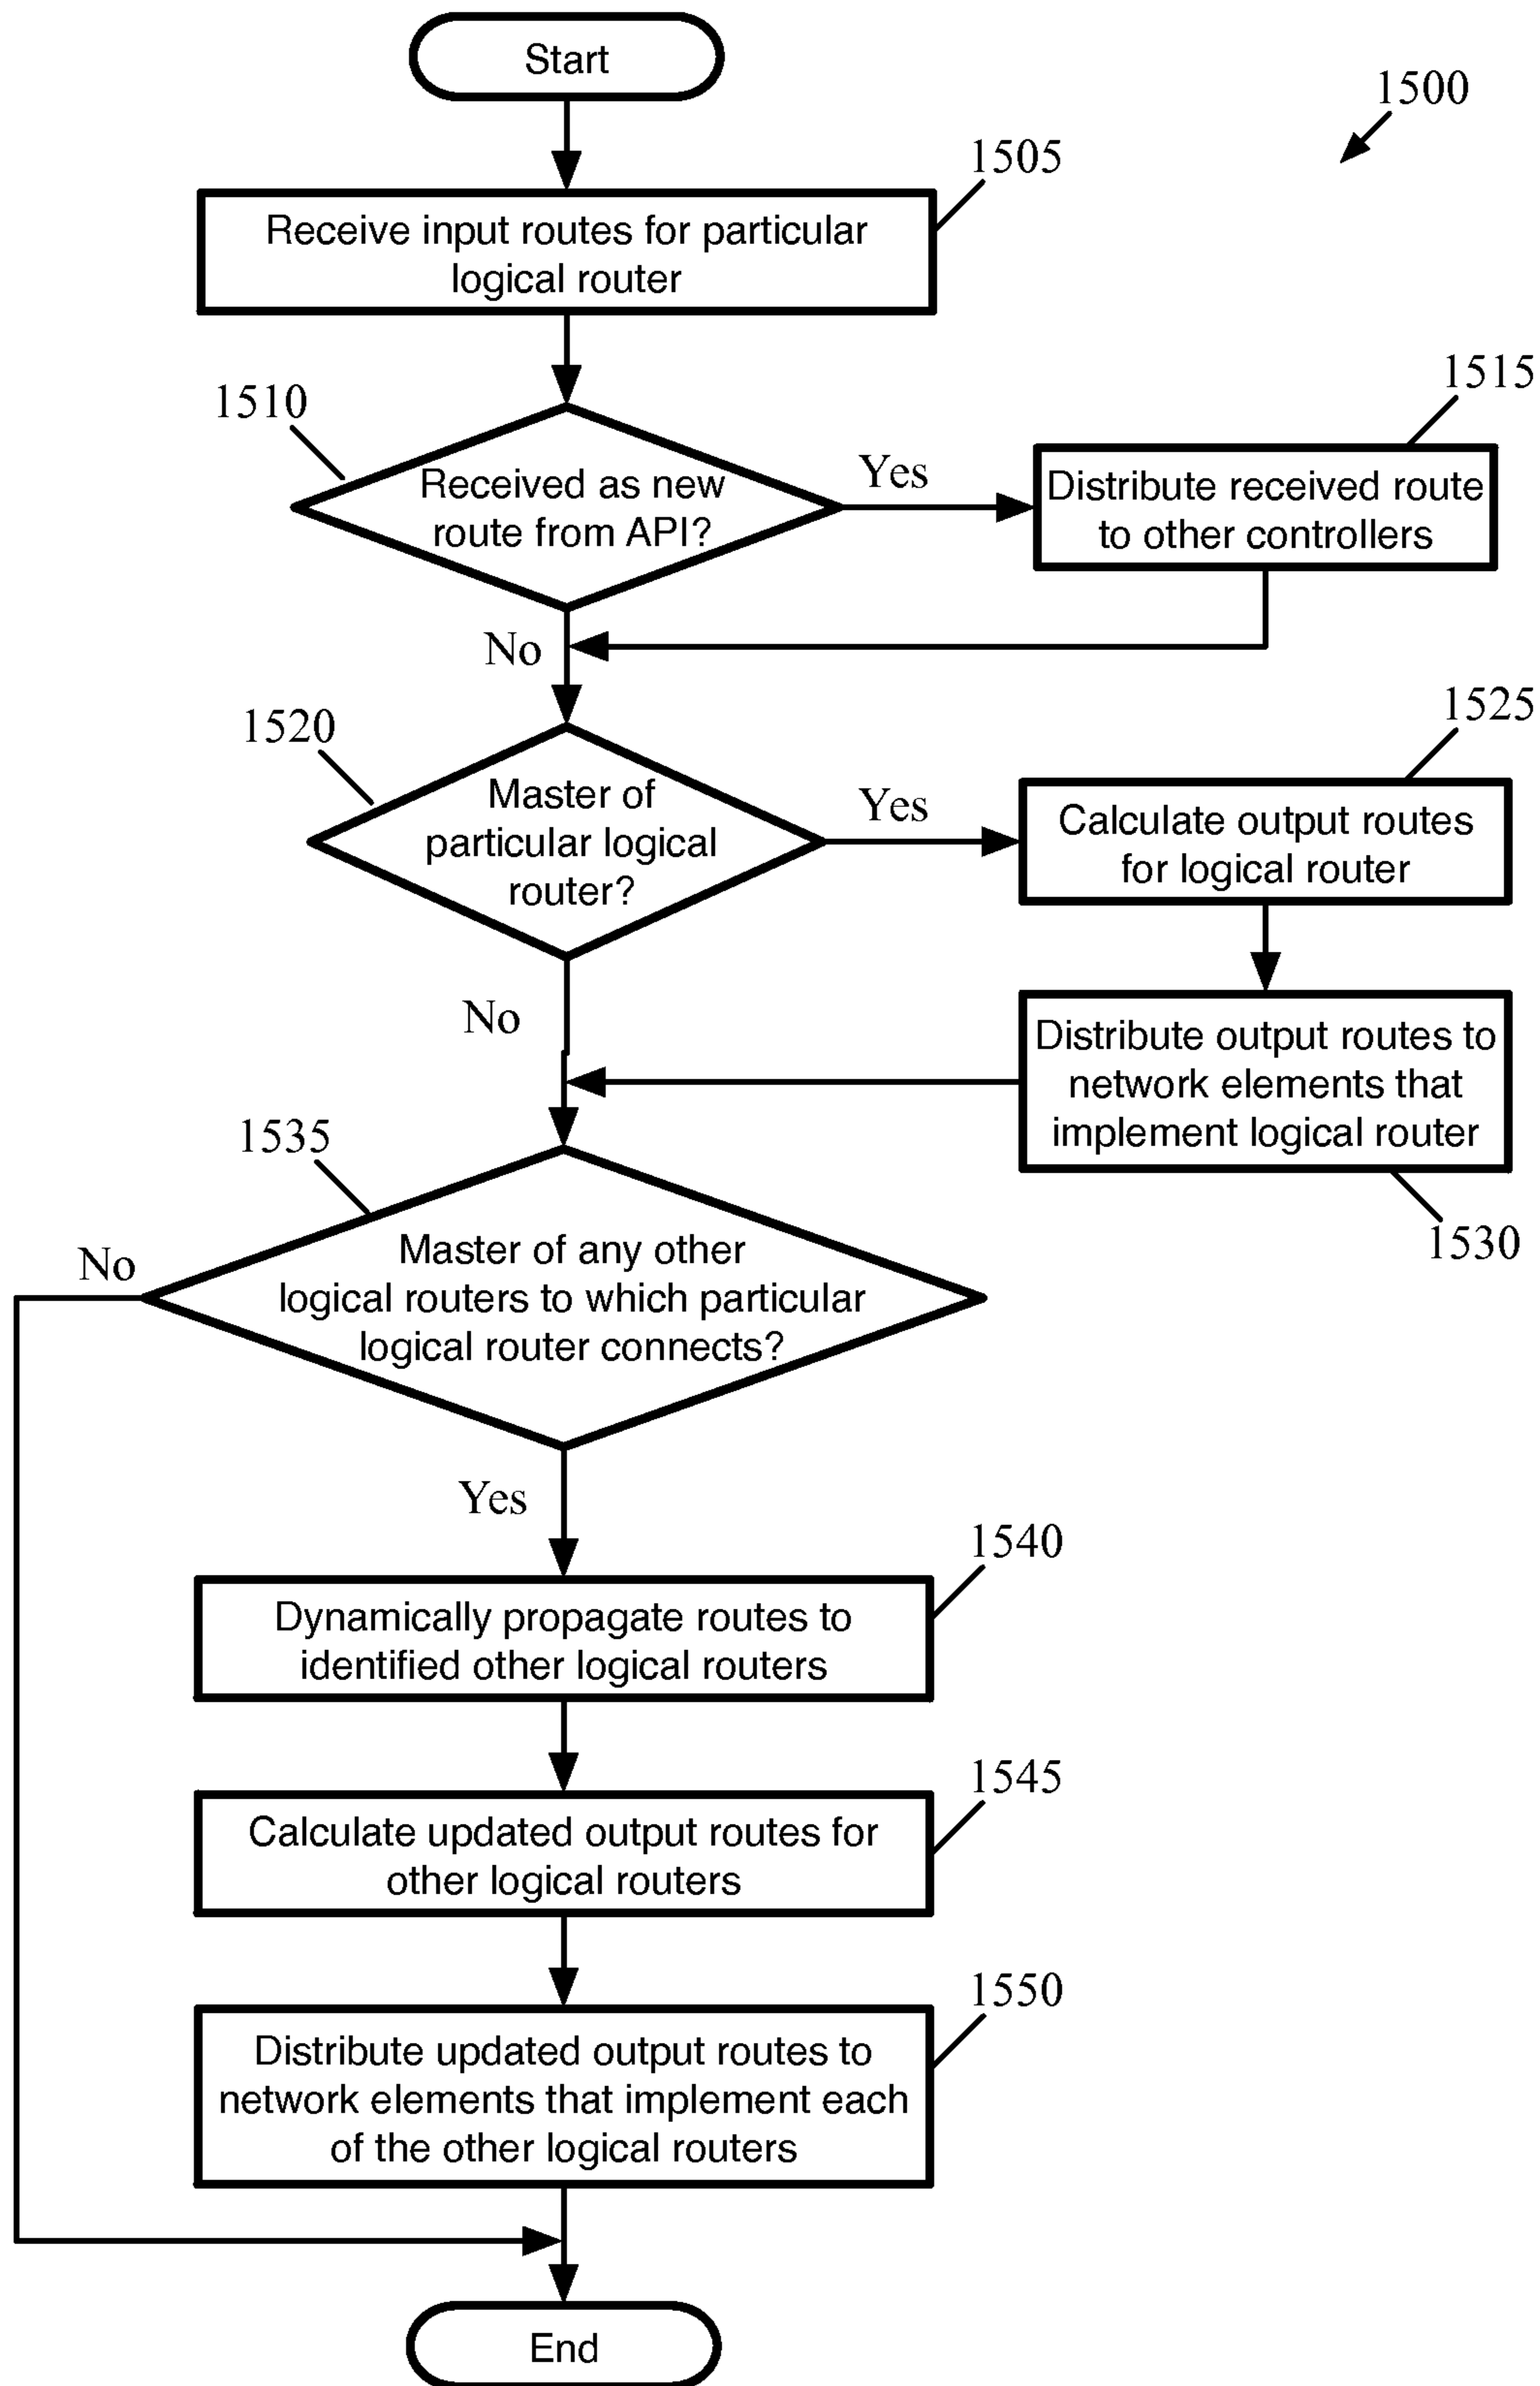 Start
1500
1505
Receive input routes for particular
logical router
1510
Received as new
route from API?
Yes
1515
Distribute received route
to other controllers
No
1520
Master of
particular logical
router?
Yes
1525
Calculate output routes
for logical router
No
Distribute output routes to
network elements that
implement logical router
1530
1535
Master of any other
logical routers to which particular
logical router connects?
No
Yes
1540
Dynamically propagate routes to
identified other logical routers
1545
Calculate updated output routes for
other logical routers
1550
Distribute updated output routes to
network elements that implement each
of the other logical routers
End